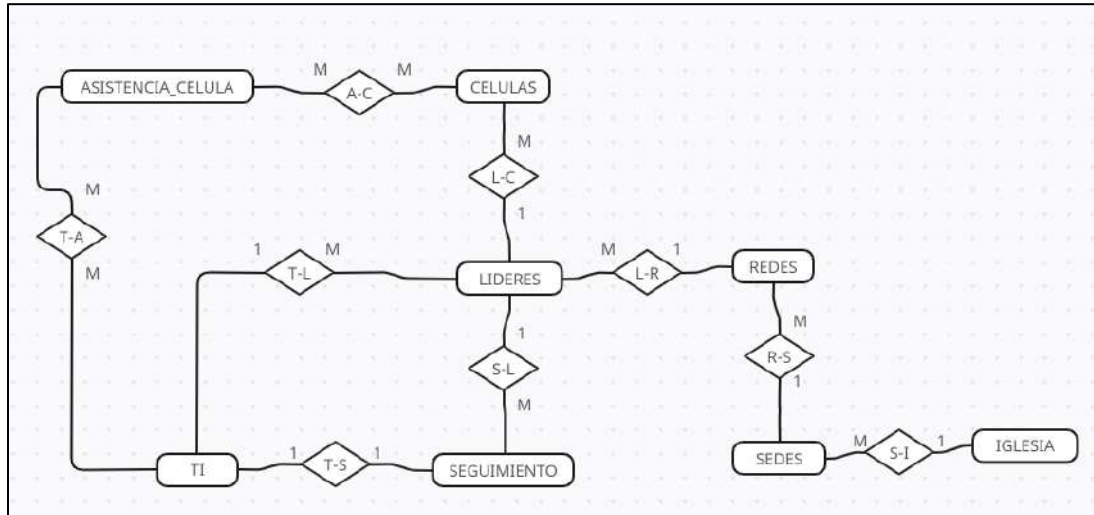 M M
ASISTENCIA_CELULA A-C CELULAS
M
M L-C
1
T-A
1 M M 1
M T-L LIDERES L-R REDES
1 M
S-L R-S
1
M
1 1 M 1
TI T-S SEGUIMIENTO SEDES S-I IGLESIA